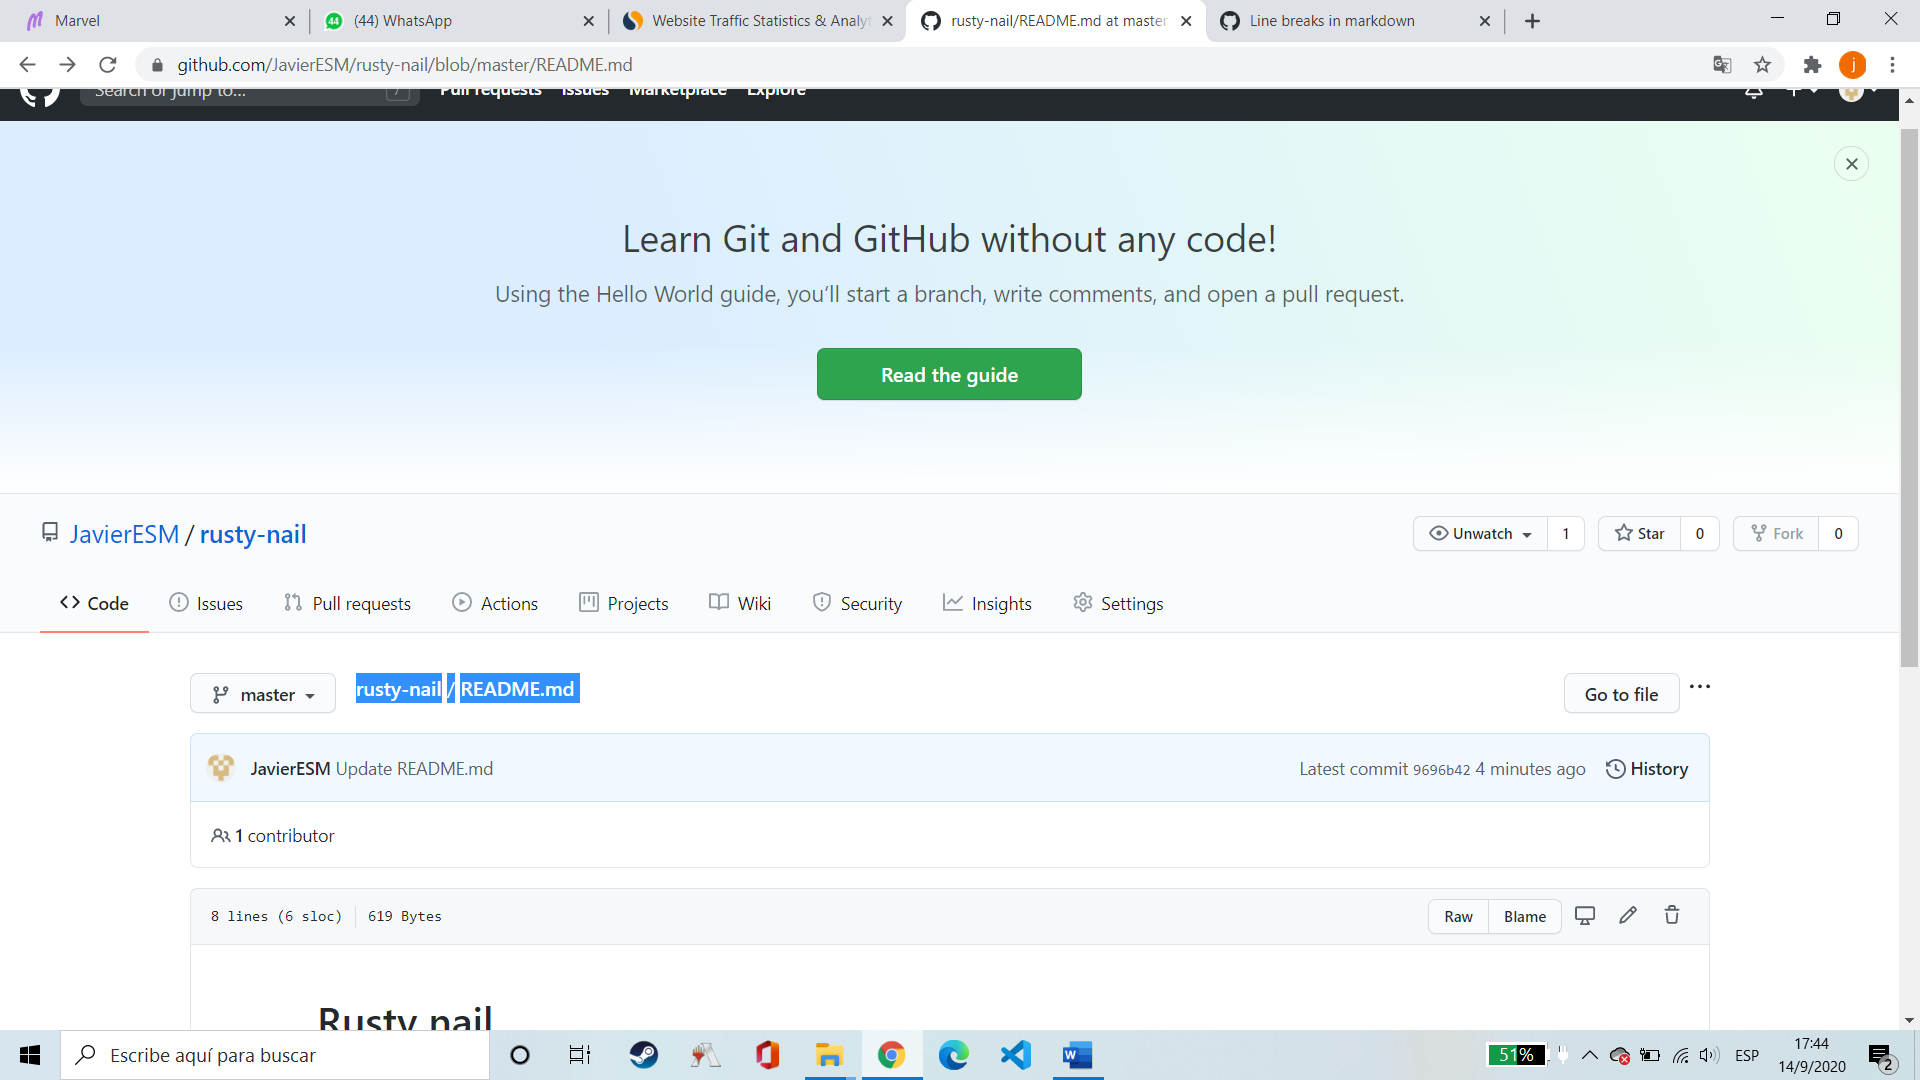 Marvel
44
(44) WhatsApp
Website Traffic Statistics & Analyt
rusty-nail/README.md at master
Line breaks in markdown
github.com/JavierESM/rusty-nail/blob/master/README.md
j
Search or jump to...
/
Pull requests Issues Marketplace Explore
Learn Git and GitHub without any code!
Using the Hello World guide, you’ll start a branch, write comments, and open a pull request.
Read the guide
JavierESM / rusty-nail
Unwatch 1
Star 0
Fork 0
Code
Issues
Pull requests
Actions
Projects
Wiki
Security
Insights
Settings
master
rusty-nail / README.md
Go to file
...
JavierESM Update README.md
Latest commit 9696b42 4 minutes ago
History
1 contributor
8 lines (6 sloc) 619 Bytes
Raw
Blame
Rusty nail
Escribe aquí para buscar
51%
ESP
17:44
14/9/2020
2